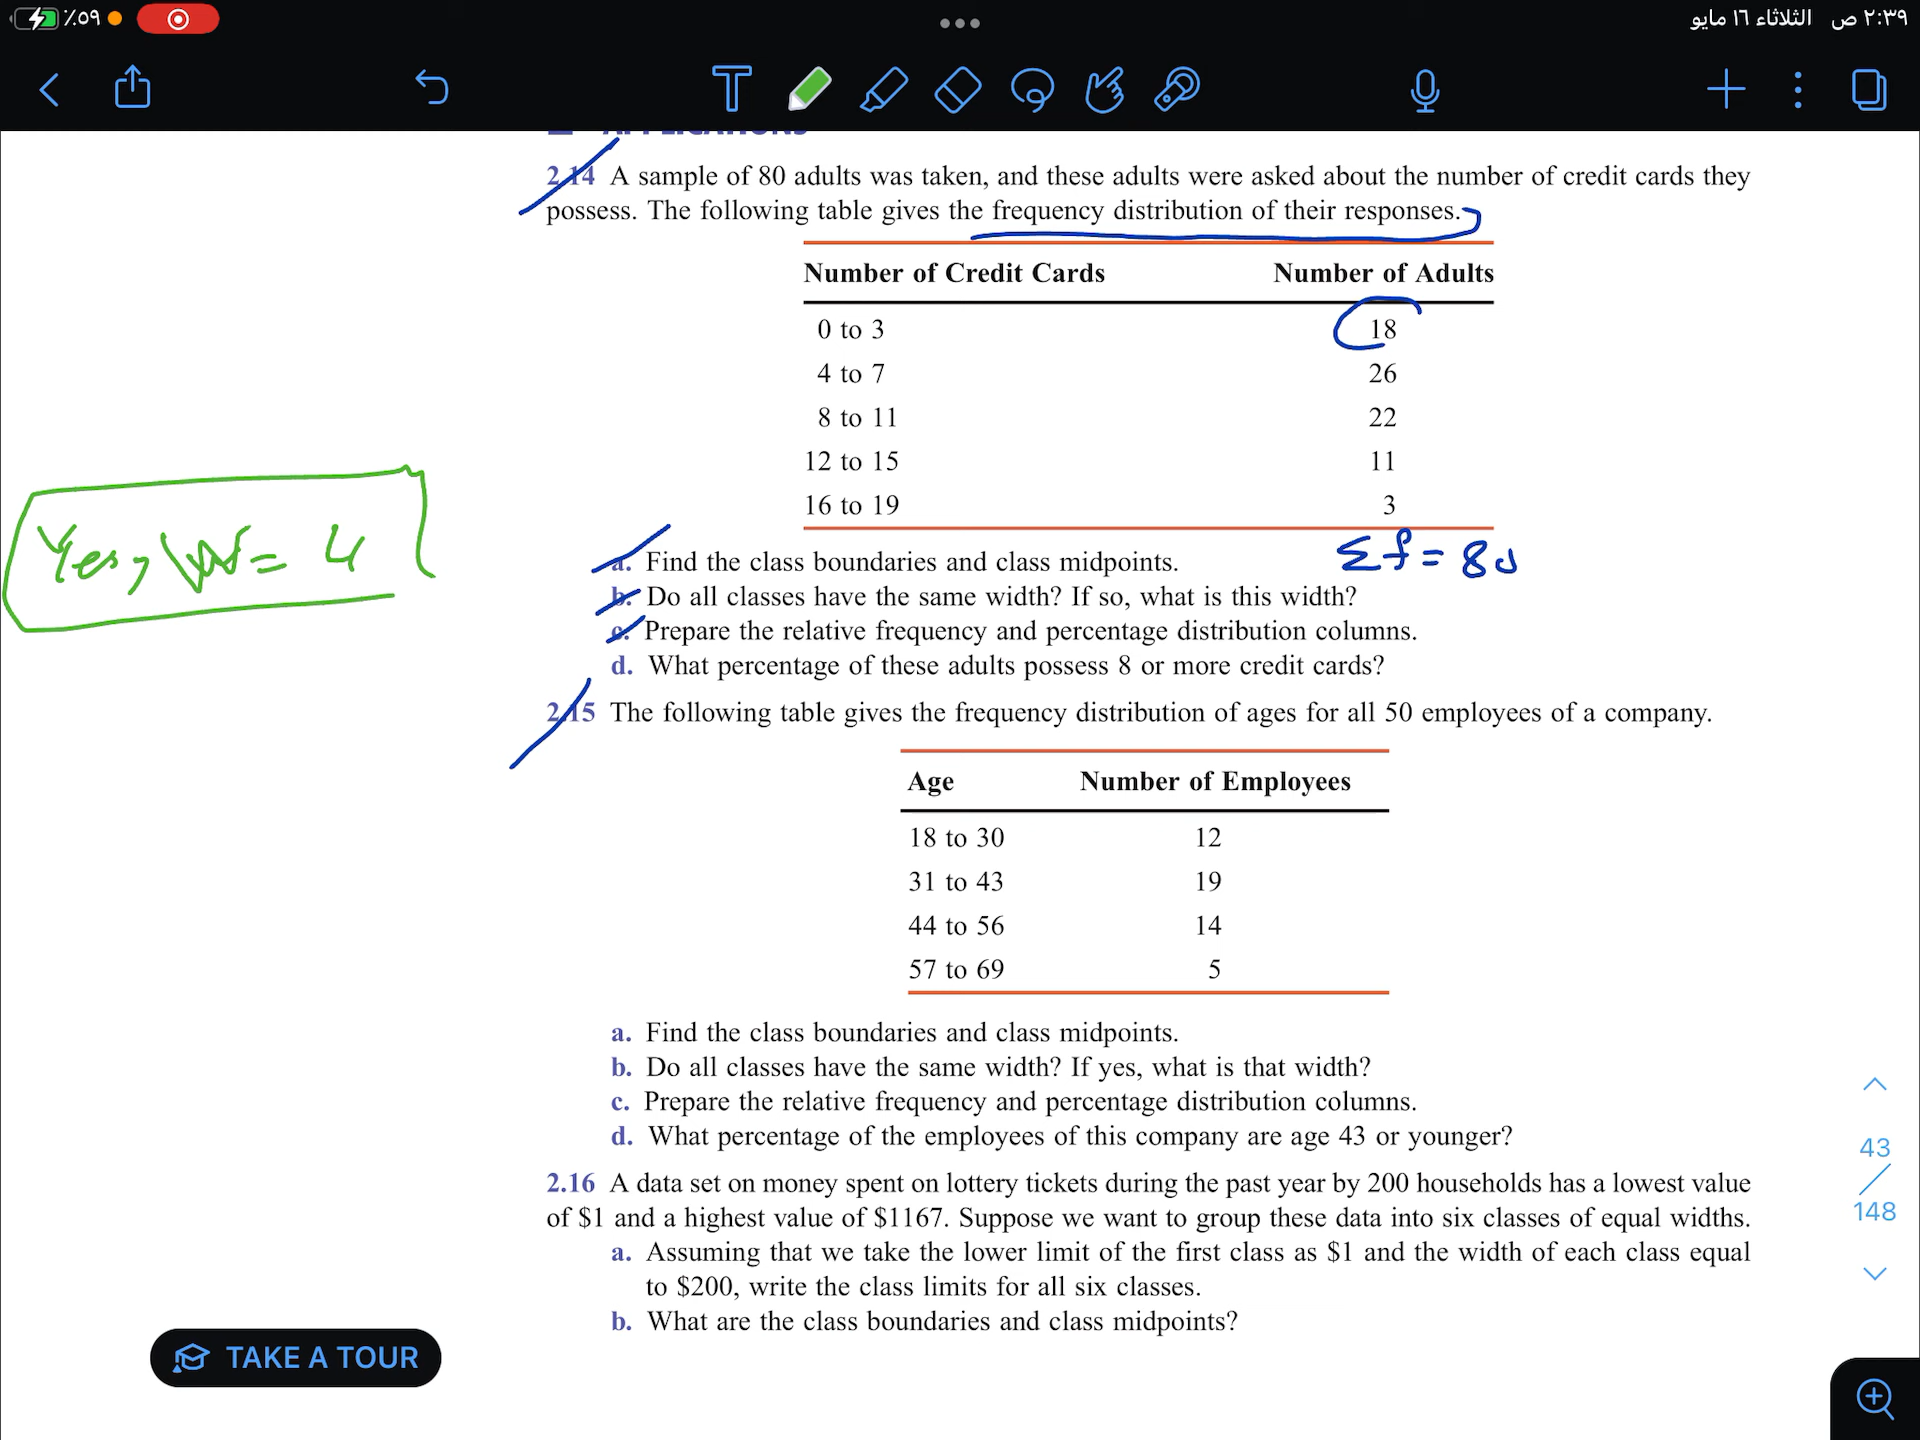 ٪٥٩
٢:٣٩ ص الثلاثاء ١٦ مايو
APPLICATIONS
2.14 A sample of 80 adults was taken, and these adults were asked about the number of credit cards they
possess. The following table gives the frequency distribution of their responses.
Number of Credit Cards Number of Adults
0 to 3 18
4 to 7 26
8 to 11 22
12 to 15 11
16 to 19 3
Σf = 80
Yes, W = 4
a. Find the class boundaries and class midpoints.
b. Do all classes have the same width? If so, what is this width?
c. Prepare the relative frequency and percentage distribution columns.
d. What percentage of these adults possess 8 or more credit cards?
2.15 The following table gives the frequency distribution of ages for all 50 employees of a company.
Age Number of Employees
18 to 30 12
31 to 43 19
44 to 56 14
57 to 69 5
a. Find the class boundaries and class midpoints.
b. Do all classes have the same width? If yes, what is that width?
c. Prepare the relative frequency and percentage distribution columns.
d. What percentage of the employees of this company are age 43 or younger?
2.16 A data set on money spent on lottery tickets during the past year by 200 households has a lowest value
of $1 and a highest value of $1167. Suppose we want to group these data into six classes of equal widths.
a. Assuming that we take the lower limit of the first class as $1 and the width of each class equal
to $200, write the class limits for all six classes.
b. What are the class boundaries and class midpoints?
43
/
148
TAKE A TOUR